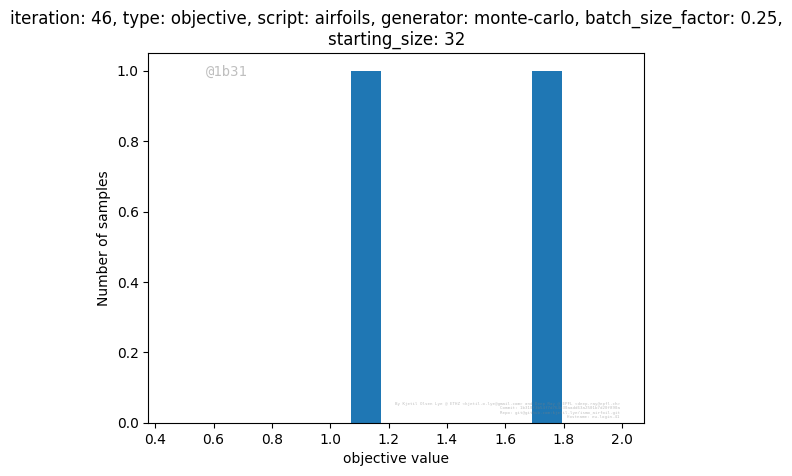 iteration: 46, type: objective, script: airfoils, generator: monte-carlo, batch_size_factor: 0.25,
starting_size: 32
@1b31
1.0
0.8
0.6
0.4
0.2
0.0
Number of samples
0.4 0.6 0.8 1.0 1.2 1.4 1.6 1.8 2.0
objective value